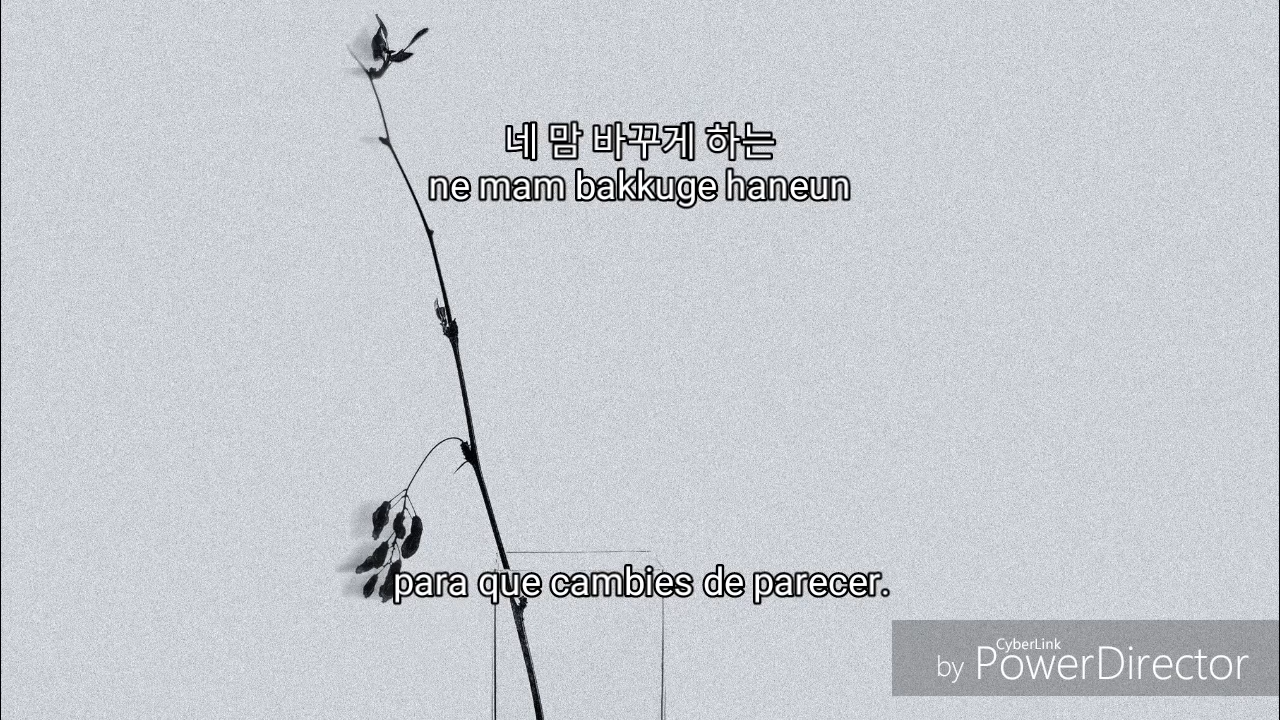 네 맘 바꾸게 하는
ne mam bakkuge haneun
para que cambies de parecer.
CyberLink
by PowerDirector